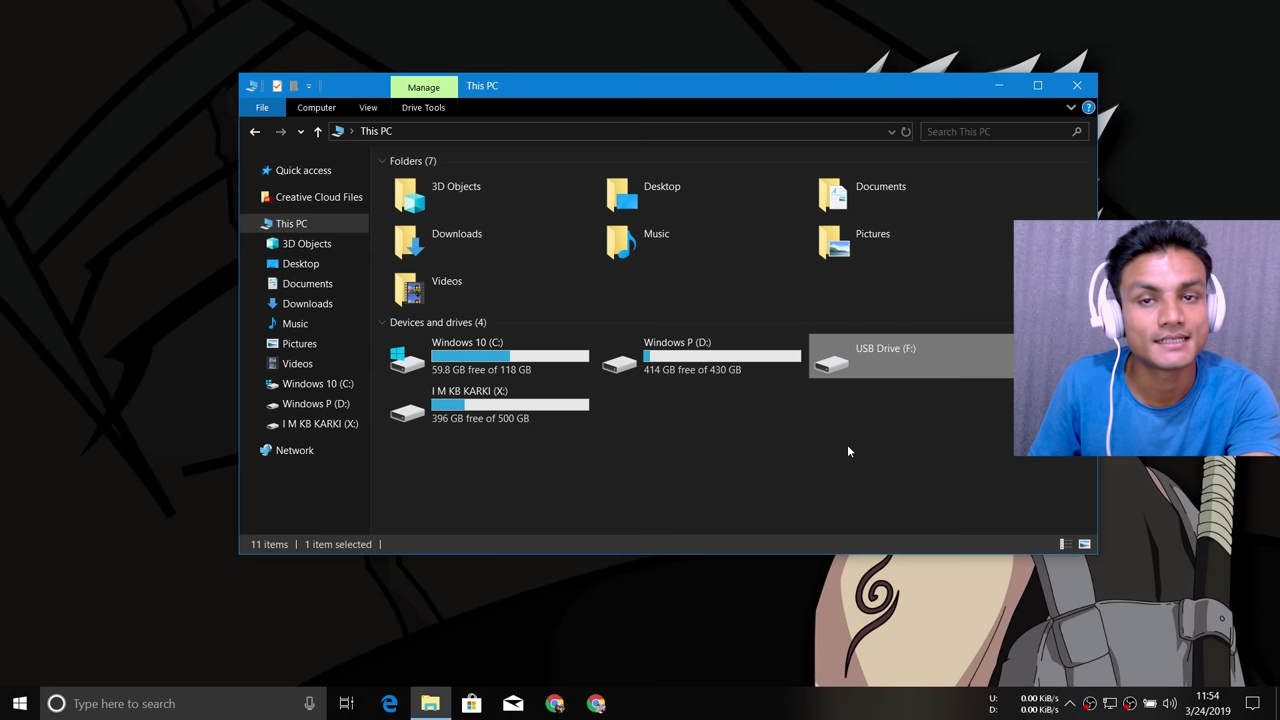 Manage
This PC
File
Computer
View
Drive Tools
This PC
Search This PC
Quick access
Creative Cloud Files
This PC
3D Objects
Desktop
Documents
Downloads
Music
Pictures
Videos
Windows 10 (C:)
Windows P (D:)
I M KB KARKI (X:)
Network
Folders (7)
3D Objects
Desktop
Documents
Downloads
Music
Pictures
Videos
Devices and drives (4)
Windows 10 (C:)
59.8 GB free of 118 GB
Windows P (D:)
414 GB free of 430 GB
USB Drive (F:)
I M KB KARKI (X:)
396 GB free of 500 GB
11 items
1 item selected
Type here to search
U: 0.00 KiB/s
D: 0.00 KiB/s
11:54
3/24/2019